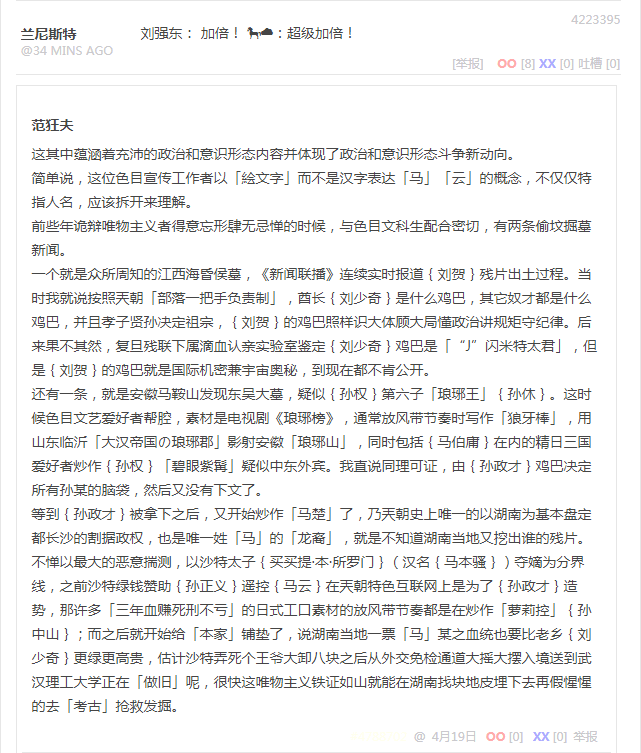 4223395
兰尼斯特
刘强东： 加倍！ 🐎☁：超级加倍！
@34 MINS AGO
[举报] OO [8] XX [0] 吐槽 [0]
范狂夫
这其中蕴涵着充沛的政治和意识形态内容并体现了政治和意识形态斗争新动向。
简单说，这位色目宣传工作者以「絵文字」而不是汉字表达「马」「云」的概念，不仅仅特
指人名，应该拆开来理解。
前些年诡辩唯物主义者得意忘形肆无忌惮的时候，与色目文科生配合密切，有两条偷坟掘墓
新闻。
一个就是众所周知的江西海昏侯墓，《新闻联播》连续实时报道｛刘贺｝残片出土过程。当
时我就说按照天朝「部落一把手负责制」，酋长｛刘少奇｝是什么鸡巴，其它奴才都是什么
鸡巴，并且孝子贤孙决定祖宗，｛刘贺｝的鸡巴照样识大体顾大局懂政治讲规矩守纪律。后
来果不其然，复旦残联下属滴血认亲实验室鉴定｛刘少奇｝鸡巴是「“J”闪米特太君」，但
是｛刘贺｝的鸡巴就是国际机密兼宇宙奥秘，到现在都不肯公开。
还有一条，就是安徽马鞍山发现东吴大墓，疑似｛孙权｝第六子「琅琊王」｛孙休｝。这时
候色目文艺爱好者帮腔，素材是电视剧《琅琊榜》，通常放风带节奏时写作「狼牙棒」，用
山东临沂「大汉帝国の琅琊郡」影射安徽「琅琊山」，同时包括｛马伯庸｝在内的精日三国
爱好者炒作｛孙权｝「碧眼紫髯」疑似中东外宾。我直说同理可证，由｛孙政才｝鸡巴决定
所有孙某的脑袋，然后又没有下文了。
等到｛孙政才｝被拿下之后，又开始炒作「马楚」了，乃天朝史上唯一的以湖南为基本盘定
都长沙的割据政权，也是唯一姓「马」的「龙裔」，就是不知道湖南当地又挖出谁的残片。
不惮以最大的恶意揣测，以沙特太子｛买买提·本·所罗门｝（汉名｛马本骚｝）夺嫡为分界
线，之前沙特绿钱赞助｛孙正义｝遥控｛马云｝在天朝特色互联网上是为了｛孙政才｝造
势，那许多「三年血赚死刑不亏」的日式工口素材的放风带节奏都是在炒作「萝莉控」｛孙
中山｝；而之后就开始给「本家」铺垫了，说湖南当地一票「马」某之血统也要比老乡｛刘
少奇｝更绿更高贵，估计沙特弄死个王爷大卸八块之后从外交免检通道大摇大摆入境送到武
汉理工大学正在「做旧」呢，很快这唯物主义铁证如山就能在湖南找块地皮埋下去再假惺惺
的去「考古」抢救发掘。
@ 4月19日 OO [0] XX [0] 举报